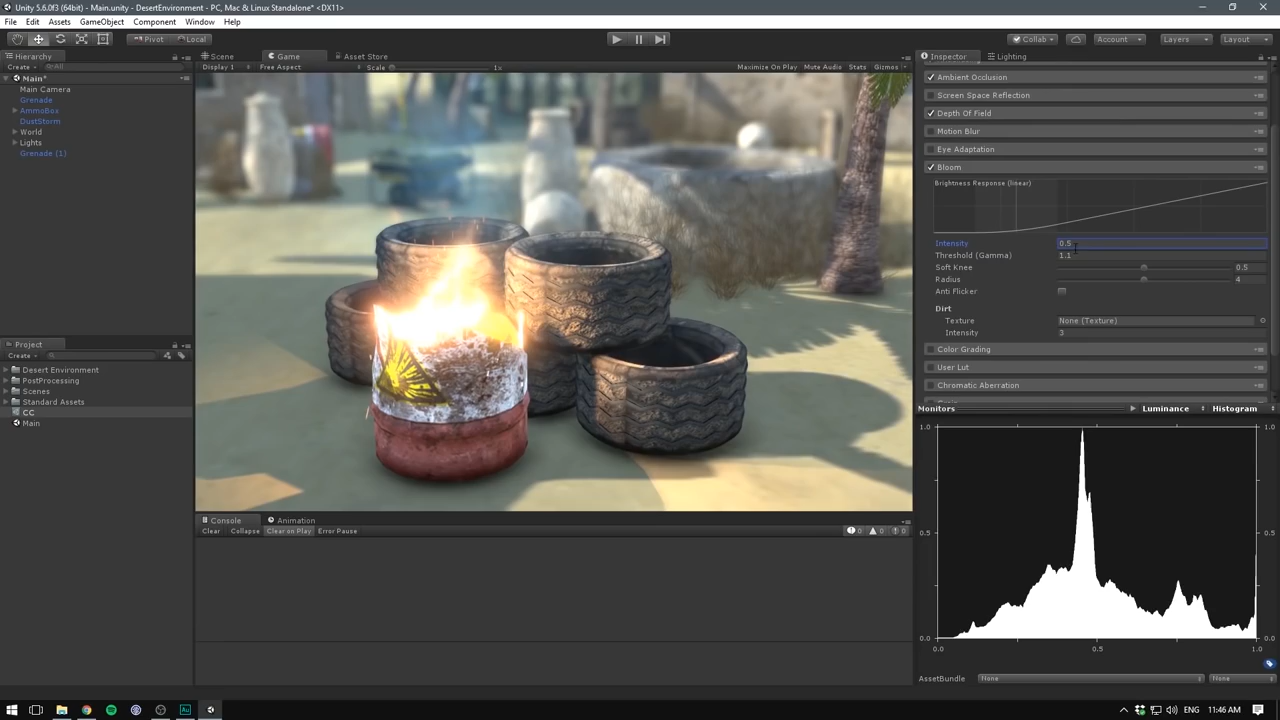 Unity 5.6.0f3 (64bit) - Main.unity - DesertEnvironment - PC, Mac & Linux Standalone* <DX11>
File Edit Assets GameObject Component Window Help
Pivot Local
Collab Account Layers Layout
Hierarchy
Create All
Main*
Main Camera
Grenade
AmmoBox
DustStorm
World
Lights
Grenade (1)
Project
Create
Desert Environment
PostProcessing
Scenes
Standard Assets
CC
Main
Scene Game Asset Store
Display 1 Free Aspect Scale 1x Maximize On Play Mute Audio Stats Gizmos
Console Animation
Clear Collapse Clear on Play Error Pause 0 0 0
Inspector Lighting
Ambient Occlusion
Screen Space Reflection
Depth Of Field
Motion Blur
Eye Adaptation
Bloom
Brightness Response (linear)
Intensity 0.5
Threshold (Gamma) 1.1
Soft Knee 0.5
Radius 4
Anti Flicker
Dirt
Texture None (Texture)
Intensity 3
Color Grading
User Lut
Chromatic Aberration
Monitors Luminance Histogram
1.0 1.0
0.5 0.5
0.0 0.0
0.0 0.5 1.0
AssetBundle None None
ENG 11:46 AM